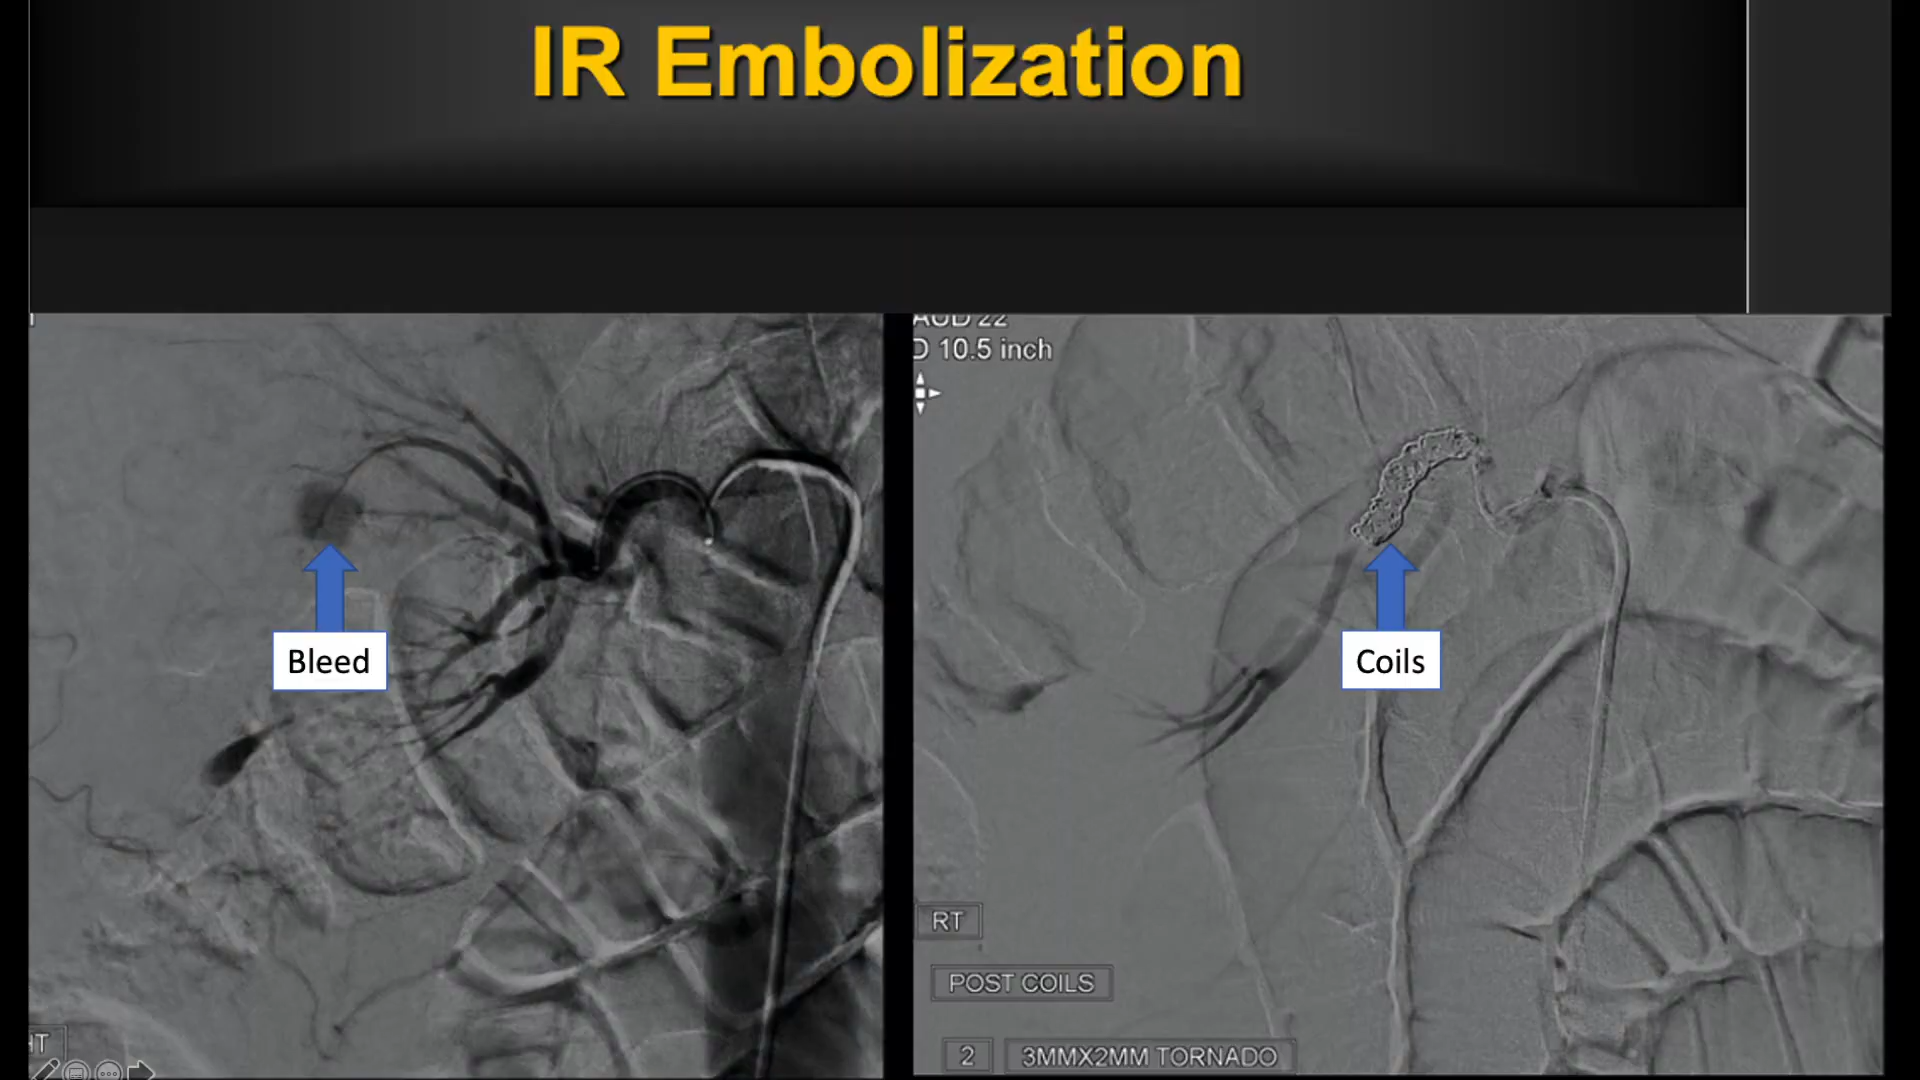 IR Embolization
D 10.5 inch
Bleed
Coils
RT
POST COILS
2 3MMX2MM TORNADO